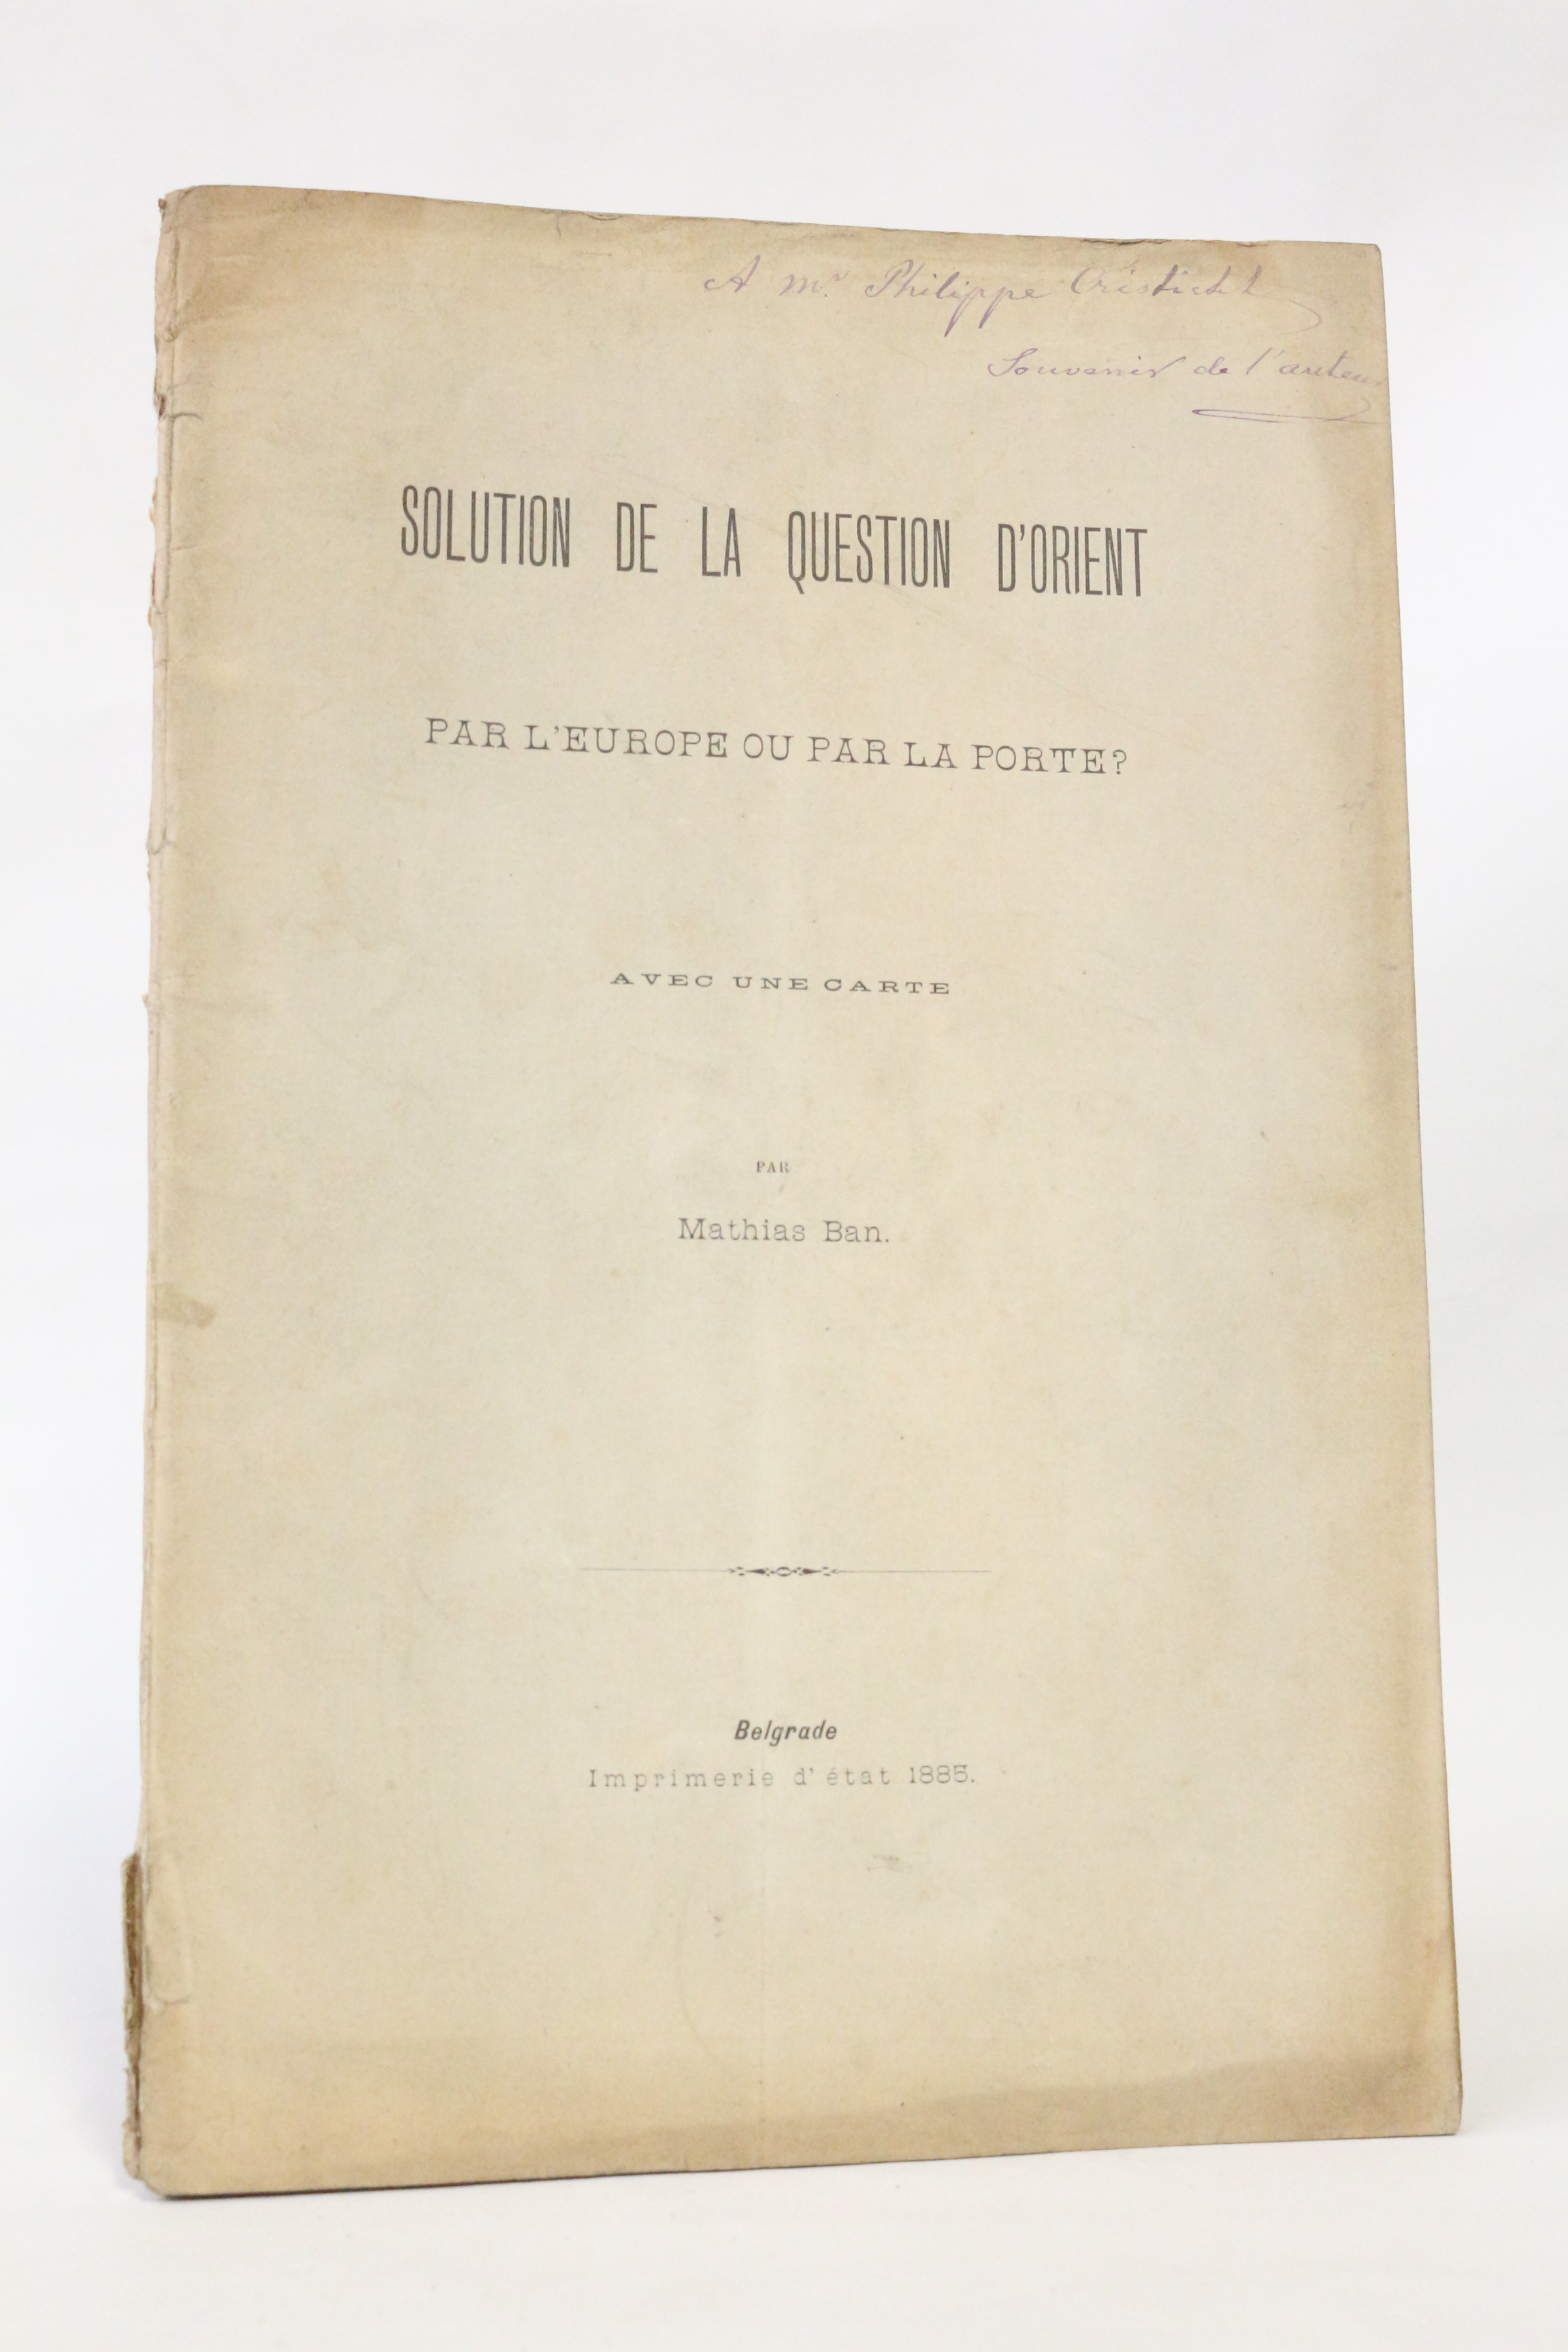 A Mr. Philippe
Souvenir de l'auteur
SOLUTION DE LA QUESTION D'ORIENT
PAR L'EUROPE OU PAR LA PORTE?
AVEC UNE CARTE
PAR
Mathias Ban.
Belgrade
Imprimerie d'état 1885.